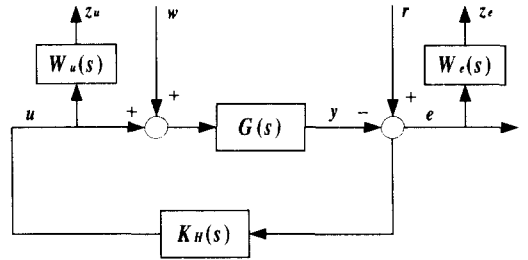 z_u w r z_e
W_u(s) W_e(s)
u + + G(s) y − + e
K_H(s)